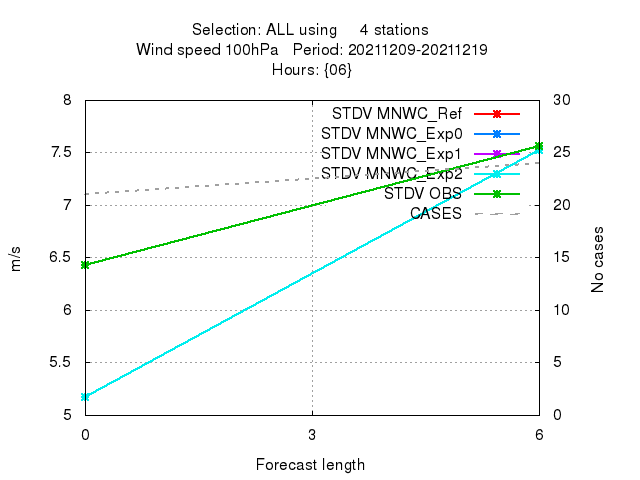 Selection: ALL using 4 stations
Wind speed 100hPa Period: 20211209-20211219
Hours: {06}
8 30
STDV MNWC_Ref
STDV MNWC_Exp0
7.5 25
STDV MNWC_Exp1
STDV MNWC_Exp2
STDV OBS
7 20
CASES
6.5 15
m/s
No cases
6 10
5.5 5
5 0
0 3 6
Forecast length